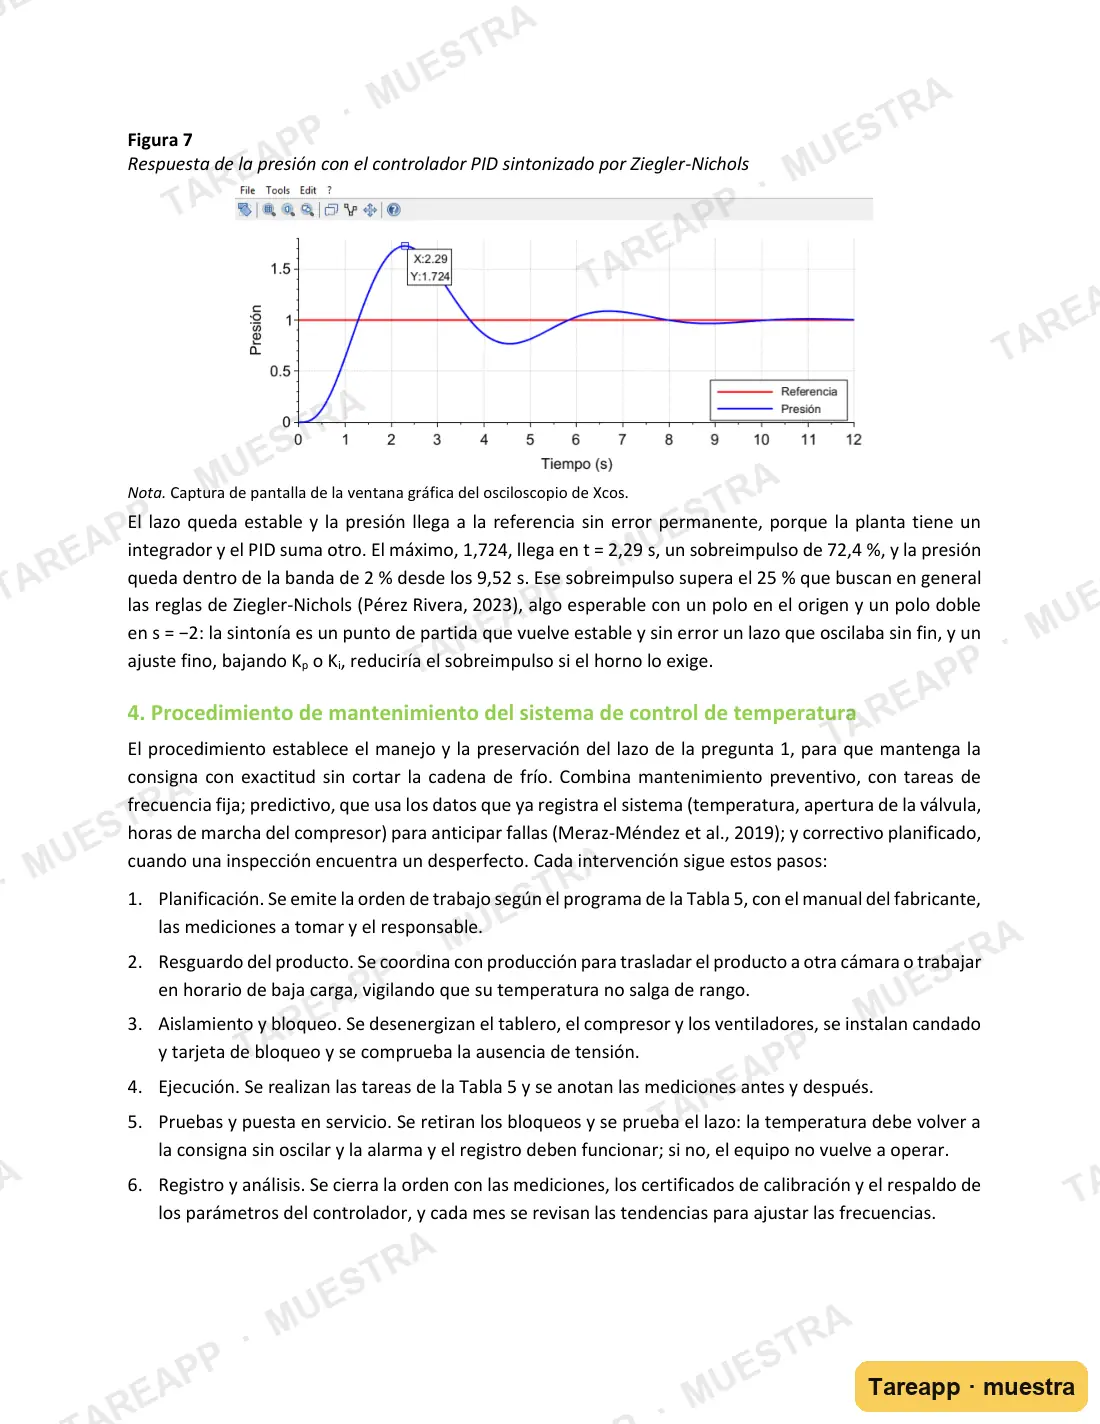 Figura 7
Respuesta de la presión con el controlador PID sintonizado por Ziegler-Nichols
File Tools Edit ?
X:2.29
Y:1.724
1.5
1
0.5
0
Presión
Referencia
Presión
0 1 2 3 4 5 6 7 8 9 10 11 12
Tiempo (s)
Nota. Captura de pantalla de la ventana gráfica del osciloscopio de Xcos.
El lazo queda estable y la presión llega a la referencia sin error permanente, porque la planta tiene un
integrador y el PID suma otro. El máximo, 1,724, llega en t = 2,29 s, un sobreimpulso de 72,4 %, y la presión
queda dentro de la banda de 2 % desde los 9,52 s. Ese sobreimpulso supera el 25 % que buscan en general
las reglas de Ziegler-Nichols (Pérez Rivera, 2023), algo esperable con un polo en el origen y un polo doble
en s = −2: la sintonía es un punto de partida que vuelve estable y sin error un lazo que oscilaba sin fin, y un
ajuste fino, bajando Kp o Ki, reduciría el sobreimpulso si el horno lo exige.
4. Procedimiento de mantenimiento del sistema de control de temperatura
El procedimiento establece el manejo y la preservación del lazo de la pregunta 1, para que mantenga la
consigna con exactitud sin cortar la cadena de frío. Combina mantenimiento preventivo, con tareas de
frecuencia fija; predictivo, que usa los datos que ya registra el sistema (temperatura, apertura de la válvula,
horas de marcha del compresor) para anticipar fallas (Meraz-Méndez et al., 2019); y correctivo planificado,
cuando una inspección encuentra un desperfecto. Cada intervención sigue estos pasos:
1. Planificación. Se emite la orden de trabajo según el programa de la Tabla 5, con el manual del fabricante,
las mediciones a tomar y el responsable.
2. Resguardo del producto. Se coordina con producción para trasladar el producto a otra cámara o trabajar
en horario de baja carga, vigilando que su temperatura no salga de rango.
3. Aislamiento y bloqueo. Se desenergizan el tablero, el compresor y los ventiladores, se instalan candado
y tarjeta de bloqueo y se comprueba la ausencia de tensión.
4. Ejecución. Se realizan las tareas de la Tabla 5 y se anotan las mediciones antes y después.
5. Pruebas y puesta en servicio. Se retiran los bloqueos y se prueba el lazo: la temperatura debe volver a
la consigna sin oscilar y la alarma y el registro deben funcionar; si no, el equipo no vuelve a operar.
6. Registro y análisis. Se cierra la orden con las mediciones, los certificados de calibración y el respaldo de
los parámetros del controlador, y cada mes se revisan las tendencias para ajustar las frecuencias.
TAREAPP · MUESTRA
Tareapp · muestra